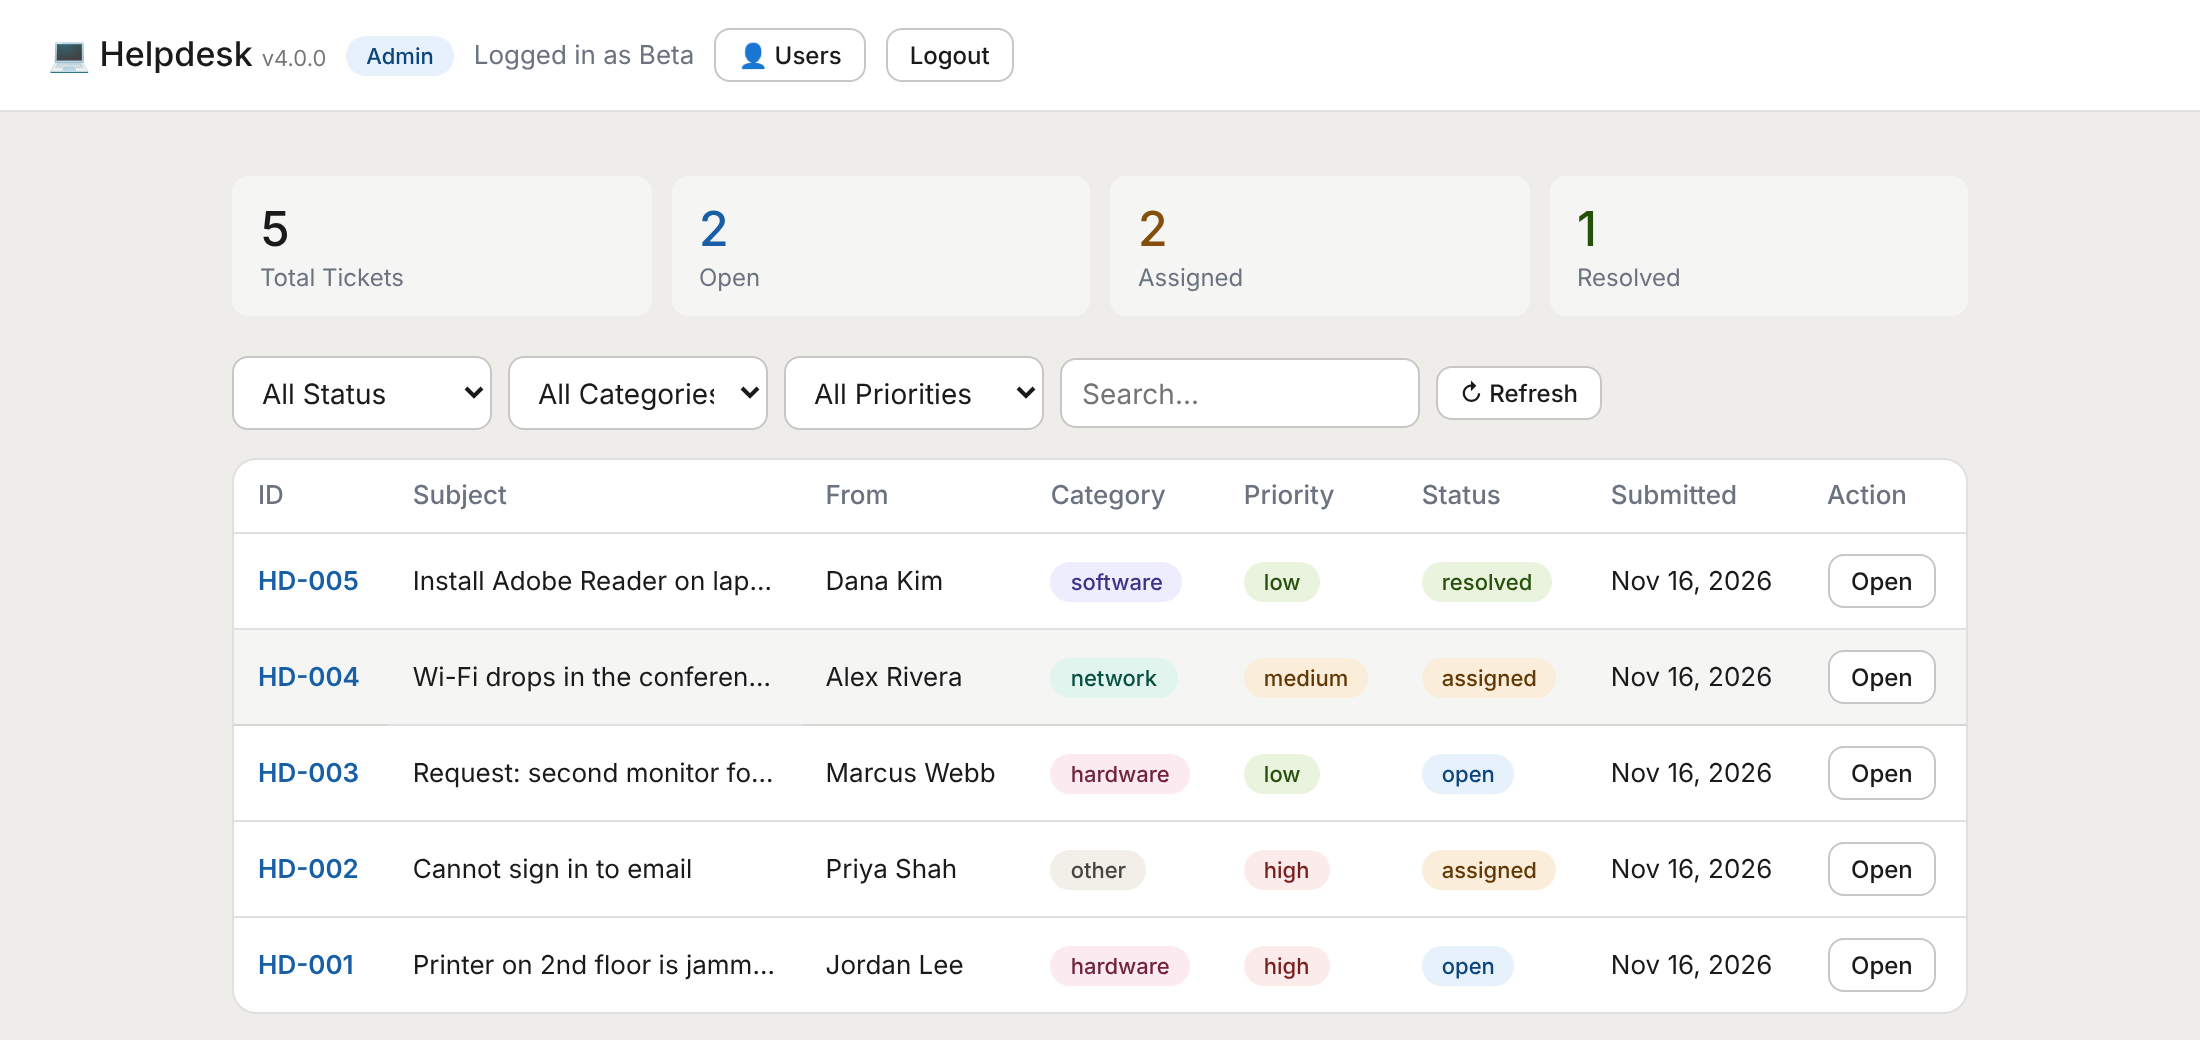 Helpdesk v4.0.0 Admin Logged in as Beta Users Logout
5
Total Tickets
2
Open
2
Assigned
1
Resolved
All Status All Categories All Priorities Search... Refresh
ID Subject From Category Priority Status Submitted Action
HD-005 Install Adobe Reader on lap... Dana Kim software low resolved Nov 16, 2026 Open
HD-004 Wi-Fi drops in the conferen... Alex Rivera network medium assigned Nov 16, 2026 Open
HD-003 Request: second monitor fo... Marcus Webb hardware low open Nov 16, 2026 Open
HD-002 Cannot sign in to email Priya Shah other high assigned Nov 16, 2026 Open
HD-001 Printer on 2nd floor is jamm... Jordan Lee hardware high open Nov 16, 2026 Open